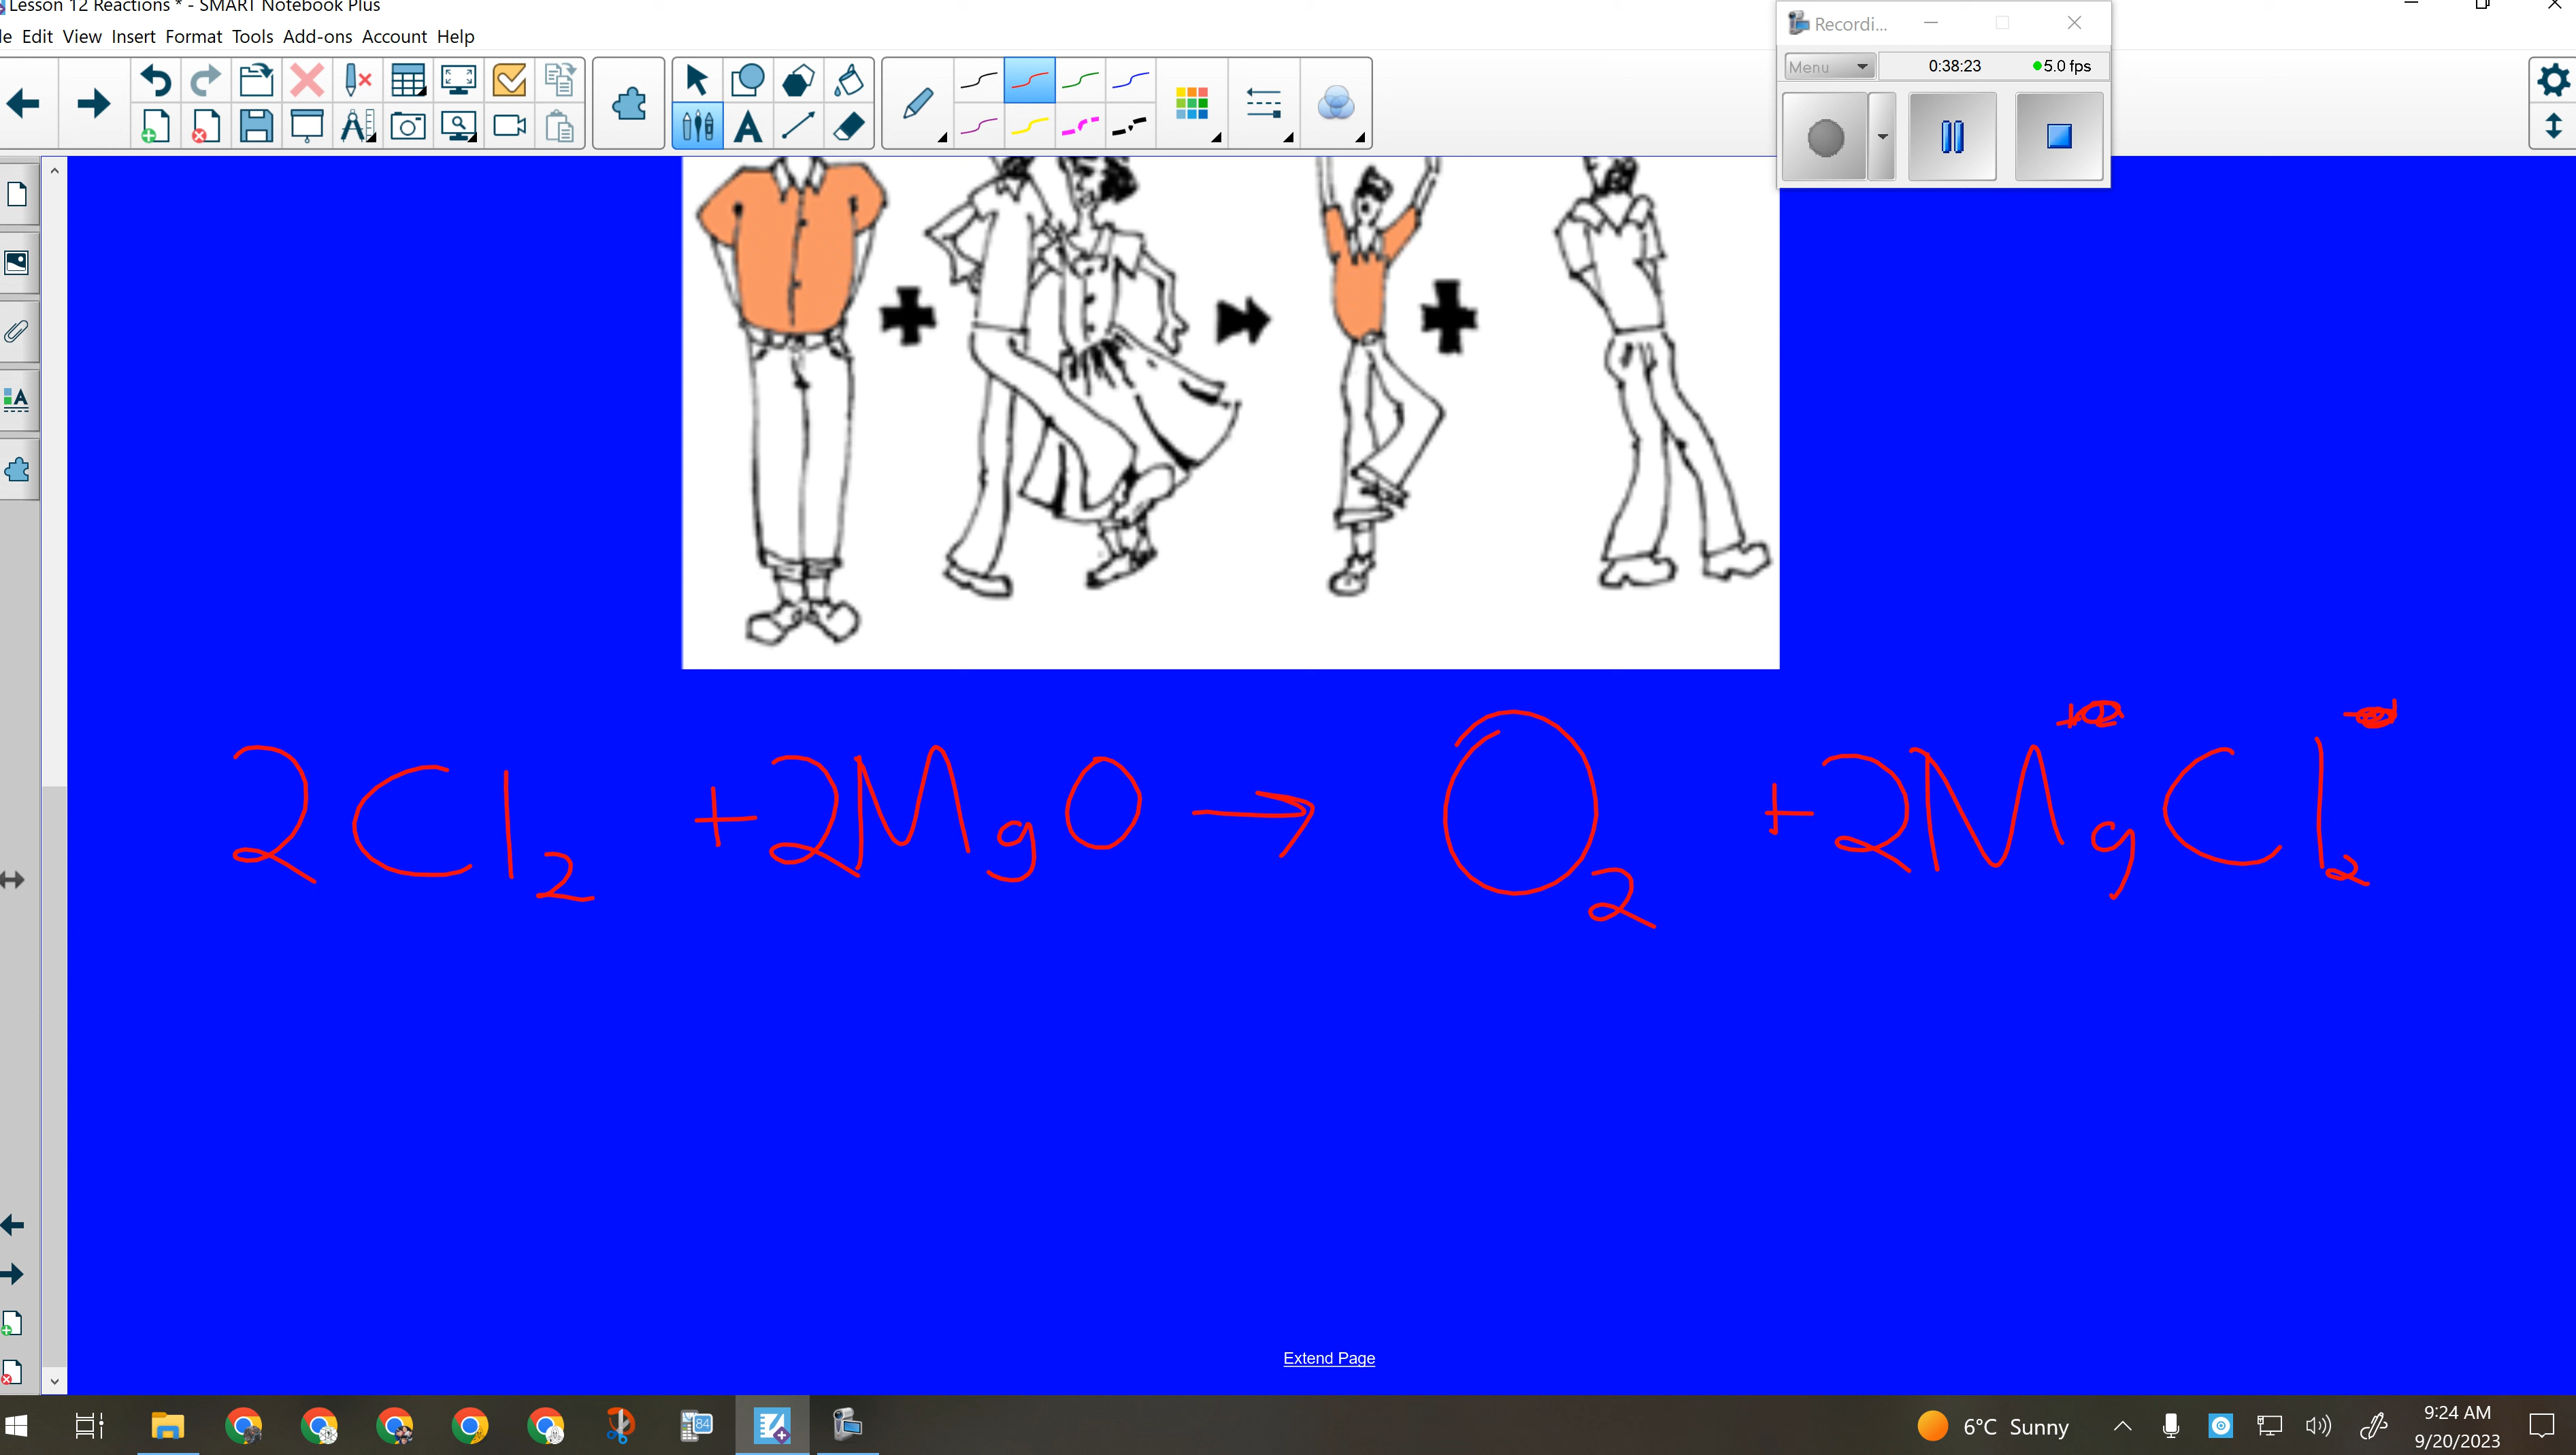 Lesson 12 Reactions * - SMART Notebook Plus
le Edit View Insert Format Tools Add-ons Account Help
Recordi...
Menu 0:38:23 5.0 fps
2Cl₂ + 2MgO → O₂ + 2MgCl₂
Extend Page
84
6°C Sunny
9:24 AM
9/20/2023